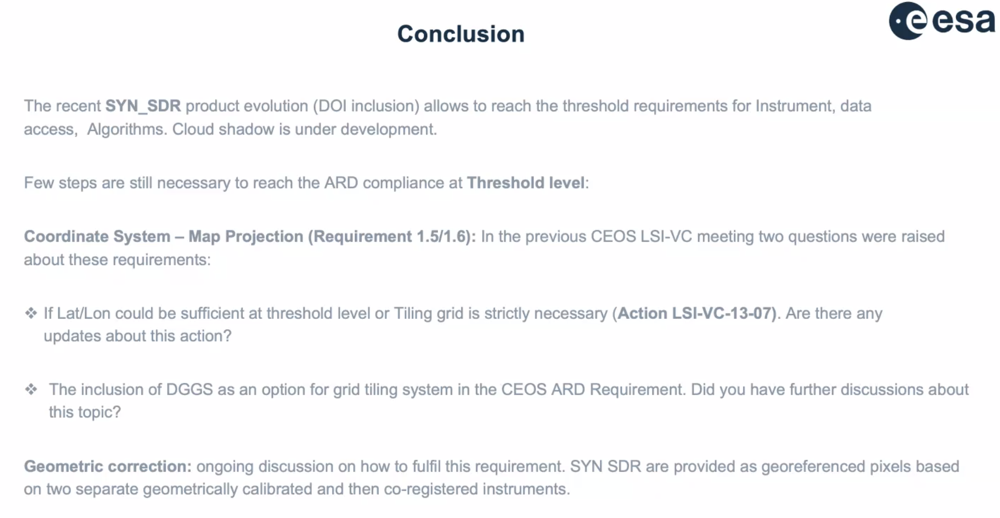 esa
Conclusion
The recent SYN_SDR product evolution (DOI inclusion) allows to reach the threshold requirements for Instrument, data
access,  Algorithms. Cloud shadow is under development.
Few steps are still necessary to reach the ARD compliance at Threshold level:
Coordinate System – Map Projection (Requirement 1.5/1.6): In the previous CEOS LSI-VC meeting two questions were raised
about these requirements:
❖ If Lat/Lon could be sufficient at threshold level or Tiling grid is strictly necessary (Action LSI-VC-13-07). Are there any
updates about this action?
❖ The inclusion of DGGS as an option for grid tiling system in the CEOS ARD Requirement. Did you have further discussions about
this topic?
Geometric correction: ongoing discussion on how to fulfil this requirement. SYN SDR are provided as georeferenced pixels based
on two separate geometrically calibrated and then co-registered instruments.